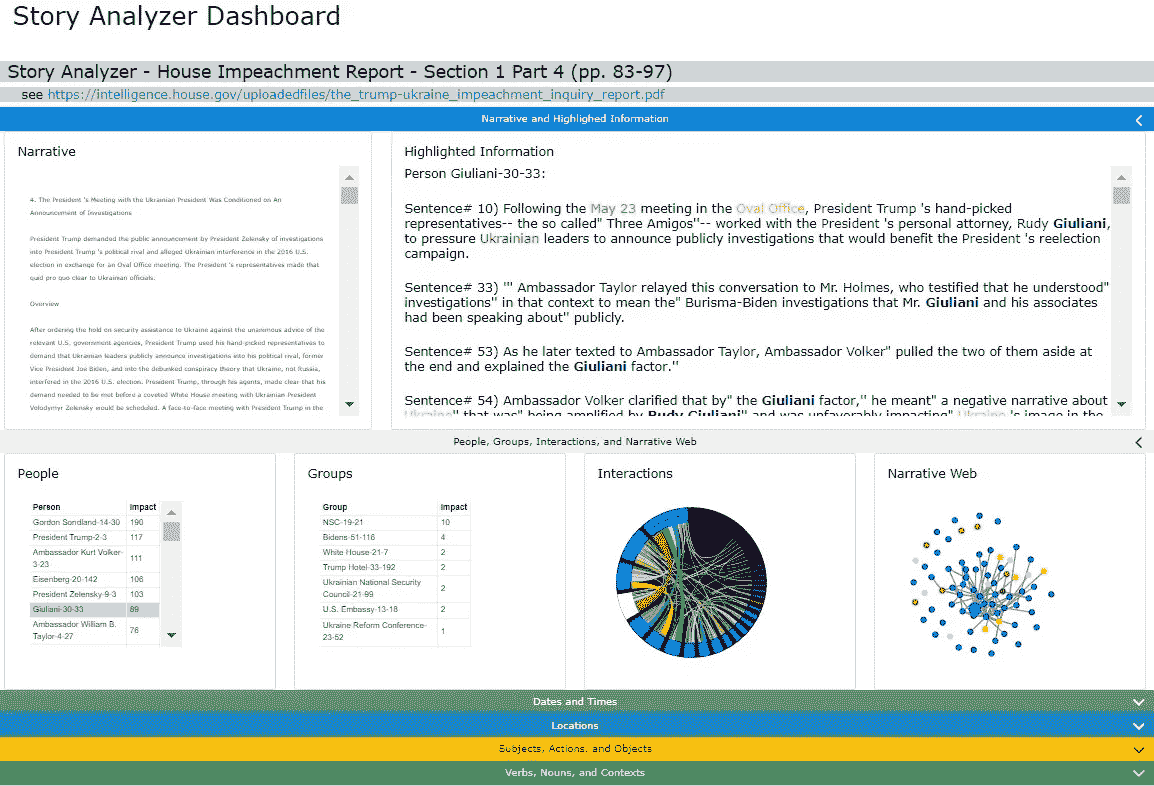 Story Analyzer Dashboard
Story Analyzer - House Impeachment Report - Section 1 Part 4 (pp. 83-97)
see https://intelligence.house.gov/uploadedfiles/the_trump-ukraine_impeachment_inquiry_report.pdf
Narrative and Highlighed Information
Narrative
4. The President 's Meeting with the Ukrainian President Was Conditioned on An
Announcement of Investigations
President Trump demanded the public announcement by President Zelensky of investigations
into President Trump 's political rival and alleged Ukrainian interference in the 2016 U.S.
election in exchange for an Oval Office meeting. The President 's representatives made that
quid pro quo clear to Ukrainian officials.
Overview
After ordering the hold on security assistance to Ukraine against the unanimous advice of the
relevant U.S. government agencies, President Trump used his hand-picked representatives to
demand that Ukrainian leaders publicly announce investigations into his political rival, former
Vice President Joe Biden, and into the debunked conspiracy theory that Ukraine, not Russia,
interfered in the 2016 U.S. election. President Trump, through his agents, made clear that his
demand needed to be met before a coveted White House meeting with Ukrainian President
Volodymyr Zelensky would be scheduled. A face-to-face meeting with President Trump in the
Highlighted Information
Person Giuliani-30-33:
Sentence# 10) Following the May 23 meeting in the Oval Office, President Trump 's hand-picked
representatives-- the so called" Three Amigos"-- worked with the President 's personal attorney, Rudy Giuliani,
to pressure Ukrainian leaders to announce publicly investigations that would benefit the President 's reelection
campaign.
Sentence# 33) "' Ambassador Taylor relayed this conversation to Mr. Holmes, who testified that he understood"
investigations" in that context to mean the" Burisma-Biden investigations that Mr. Giuliani and his associates
had been speaking about" publicly.
Sentence# 53) As he later texted to Ambassador Taylor, Ambassador Volker" pulled the two of them aside at
the end and explained the Giuliani factor."
Sentence# 54) Ambassador Volker clarified that by" the Giuliani factor," he meant" a negative narrative about
Ukraine" that was" being amplified by Rudy Giuliani" and was unfavorably impacting" Ukraine 's image in the
People, Groups, Interactions, and Narrative Web
People
Person Impact
Gordon Sondland-14-30 190
President Trump-2-3 117
Ambassador Kurt Volker-
3-23 111
Eisenberg-20-142 106
President Zelensky-9-3 103
Giuliani-30-33 89
Ambassador William B.
Taylor-4-27 76
Groups
Group Impact
NSC-19-21 10
Bidens-51-116 4
White House-21-7 2
Trump Hotel-33-192 2
Ukrainian National Security
Council-21-99 2
U.S. Embassy-13-18 2
Ukraine Reform Conference-
23-52 1
Interactions
Narrative Web
Dates and Times
Locations
Subjects, Actions, and Objects
Verbs, Nouns, and Contexts